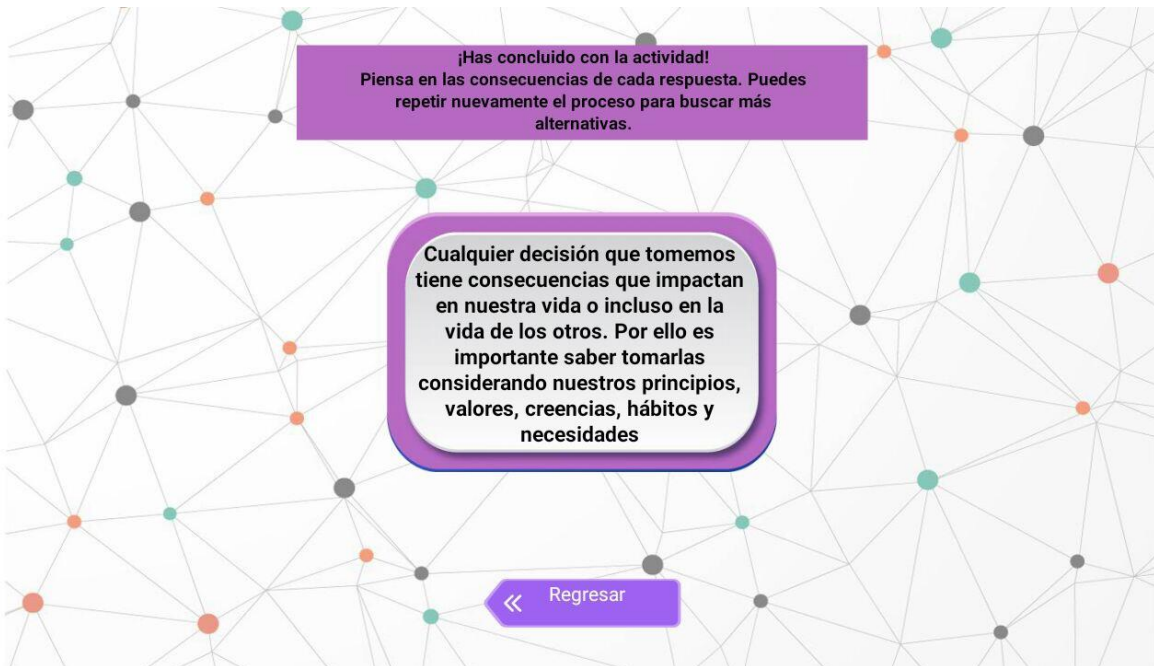 ¡Has concluido con la actividad!
Piensa en las consecuencias de cada respuesta. Puedes
repetir nuevamente el proceso para buscar más
alternativas.
Cualquier decisión que tomemos
tiene consecuencias que impactan
en nuestra vida o incluso en la
vida de los otros. Por ello es
importante saber tomarlas
considerando nuestros principios,
valores, creencias, hábitos y
necesidades
Regresar